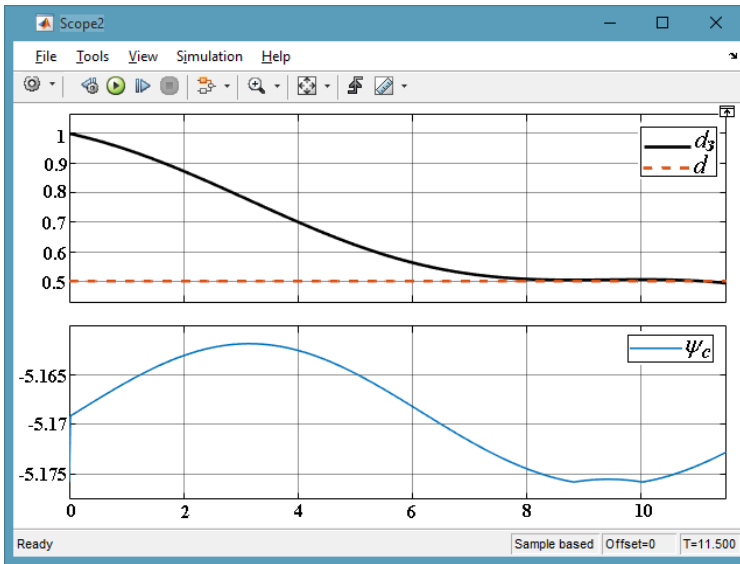 Scope2
File Tools View Simulation Help
1
0.9
0.8
0.7
0.6
0.5
d₃
d
-5.165
-5.17
-5.175
ψ_c
0 2 4 6 8 10
Ready Sample based Offset=0 T=11.500